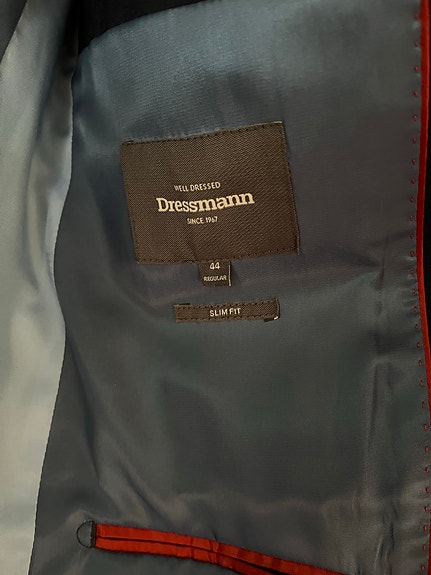 WELL DRESSED
Dressmann
SINCE 1967
44
REGULAR
SLIM FIT